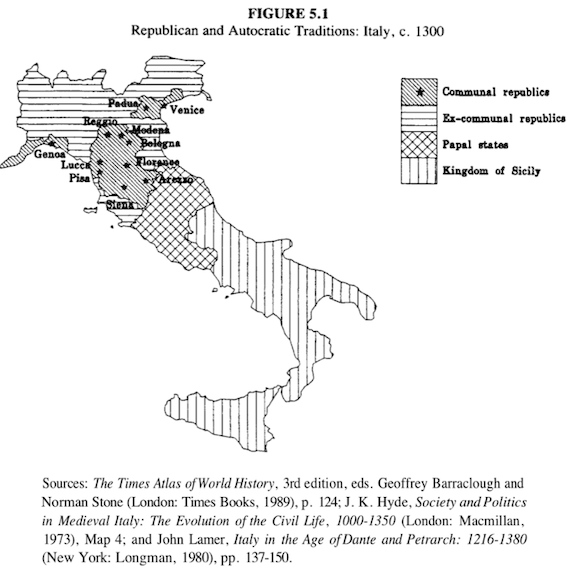 FIGURE 5.1
Republican and Autocratic Traditions: Italy, c. 1300
Communal republics
Ex-communal republics
Papal states
Kingdom of Sicily
Padua
Venice
Reggio
Modena
Bologna
Genoa
Lucca
Florence
Pisa
Arezzo
Siena
Sources: The Times Atlas of World History, 3rd edition, eds. Geoffrey Barraclough and
Norman Stone (London: Times Books, 1989), p. 124; J. K. Hyde, Society and Politics
in Medieval Italy: The Evolution of the Civil Life, 1000-1350 (London: Macmillan,
1973), Map 4; and John Lamer, Italy in the Age of Dante and Petrarch: 1216-1380
(New York: Longman, 1980), pp. 137-150.